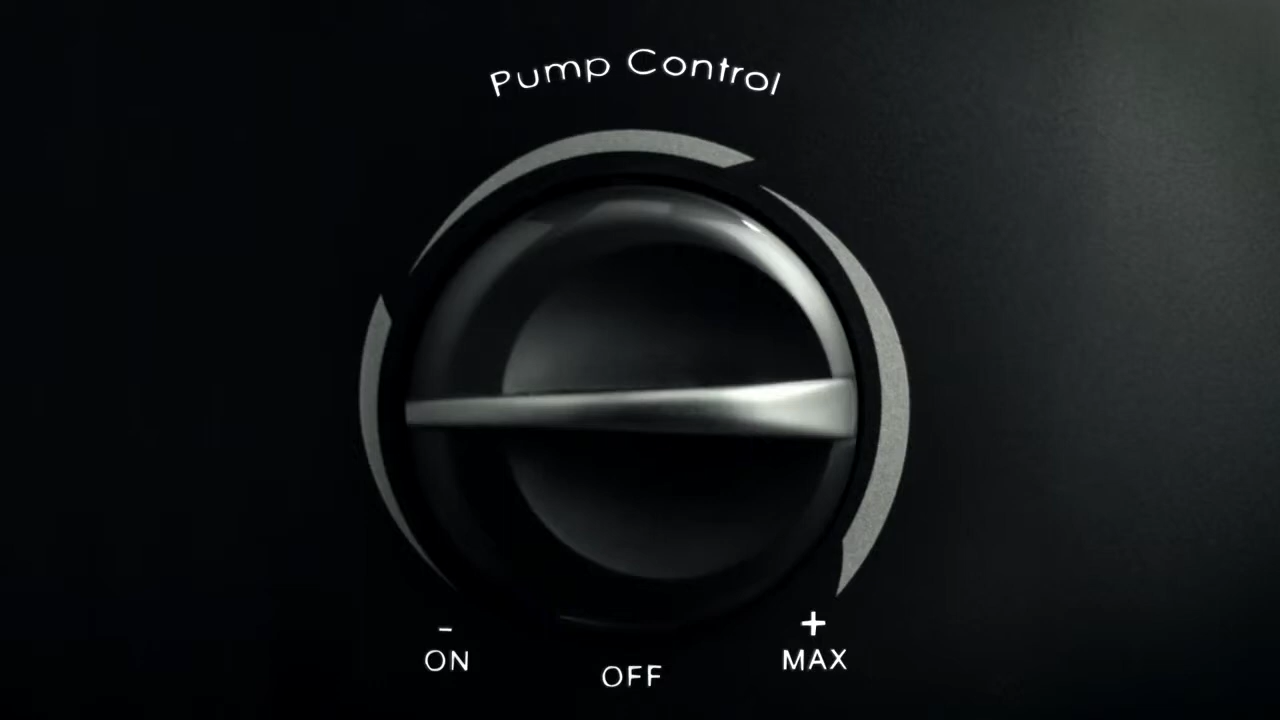 Pump Control
- +
ON MAX
OFF